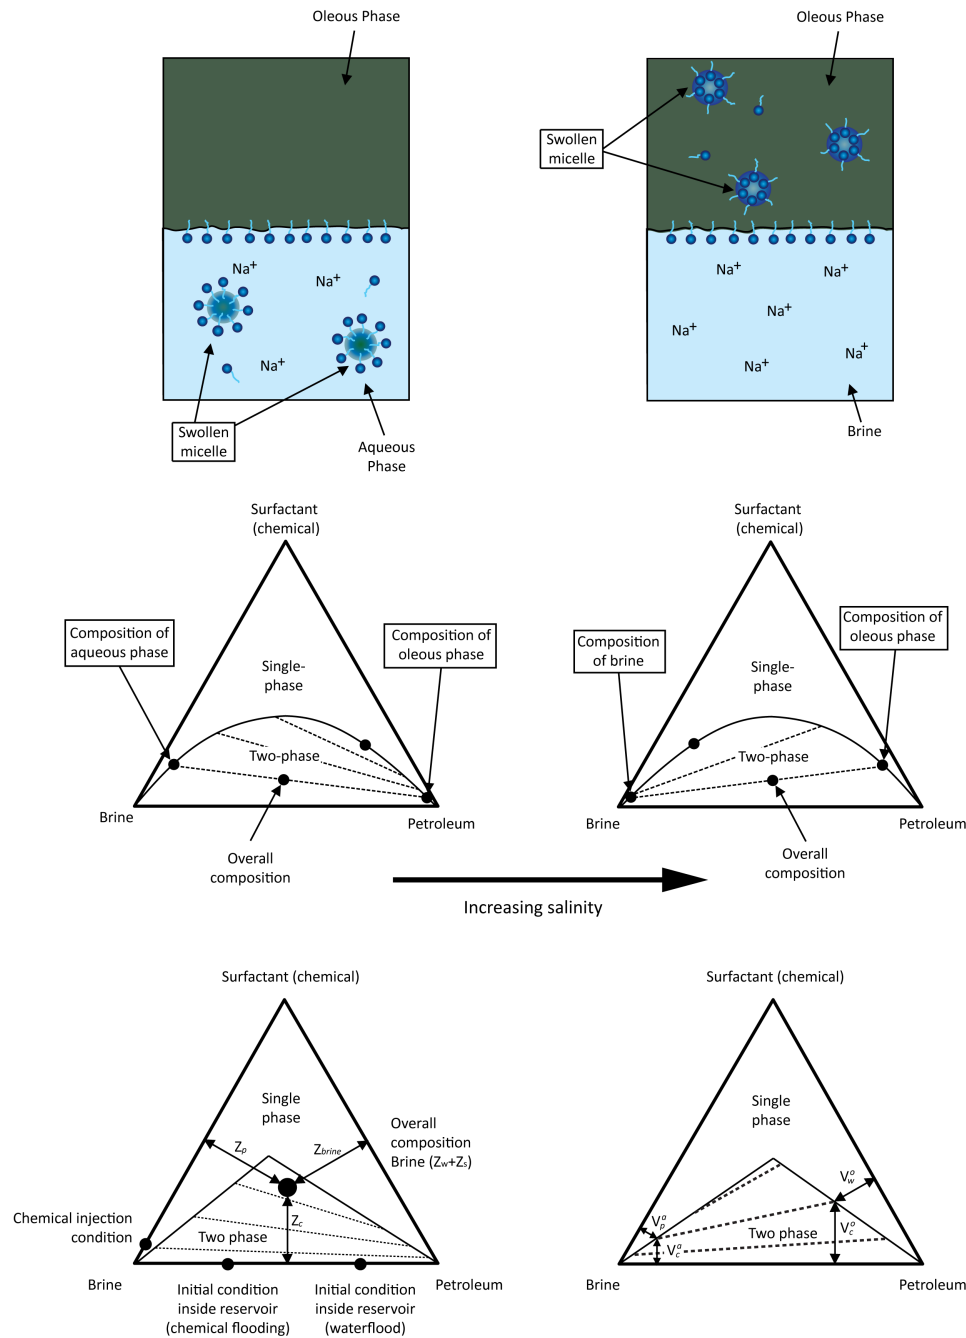 Oleous Phase
Oleous Phase
Swollen
micelle
Na+
Na+
Na+
Na+
Na+
Na+
Na+
Na+
Na+
Swollen
micelle
Aqueous
Phase
Brine
Surfactant
(chemical)
Composition of
aqueous phase
Composition of
oleous phase
Single-
phase
Two-phase
Brine
Petroleum
Overall
composition
Surfactant
(chemical)
Composition
of brine
Composition of
oleous phase
Single-
phase
Two-phase
Brine
Petroleum
Overall
composition
Increasing salinity
Surfactant (chemical)
Single
phase
Overall
composition
Brine (Zw+Zs)
Zp
Zbrine
Zc
Chemical injection
condition
Two phase
Brine
Petroleum
Initial condition
inside reservoir
(chemical flooding)
Initial condition
inside reservoir
(waterflood)
Surfactant (chemical)
Single
phase
V_w^o
V_p^a
V_c^a
V_c^o
Two phase
Brine
Petroleum